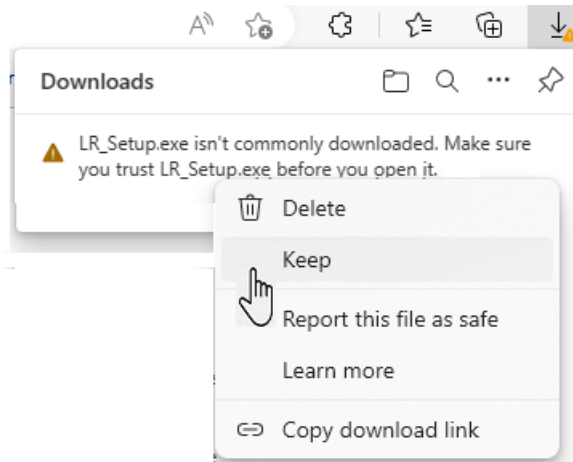 Downloads
LR_Setup.exe isn't commonly downloaded. Make sure
you trust LR_Setup.exe before you open it.
Delete
Keep
Report this file as safe
Learn more
Copy download link